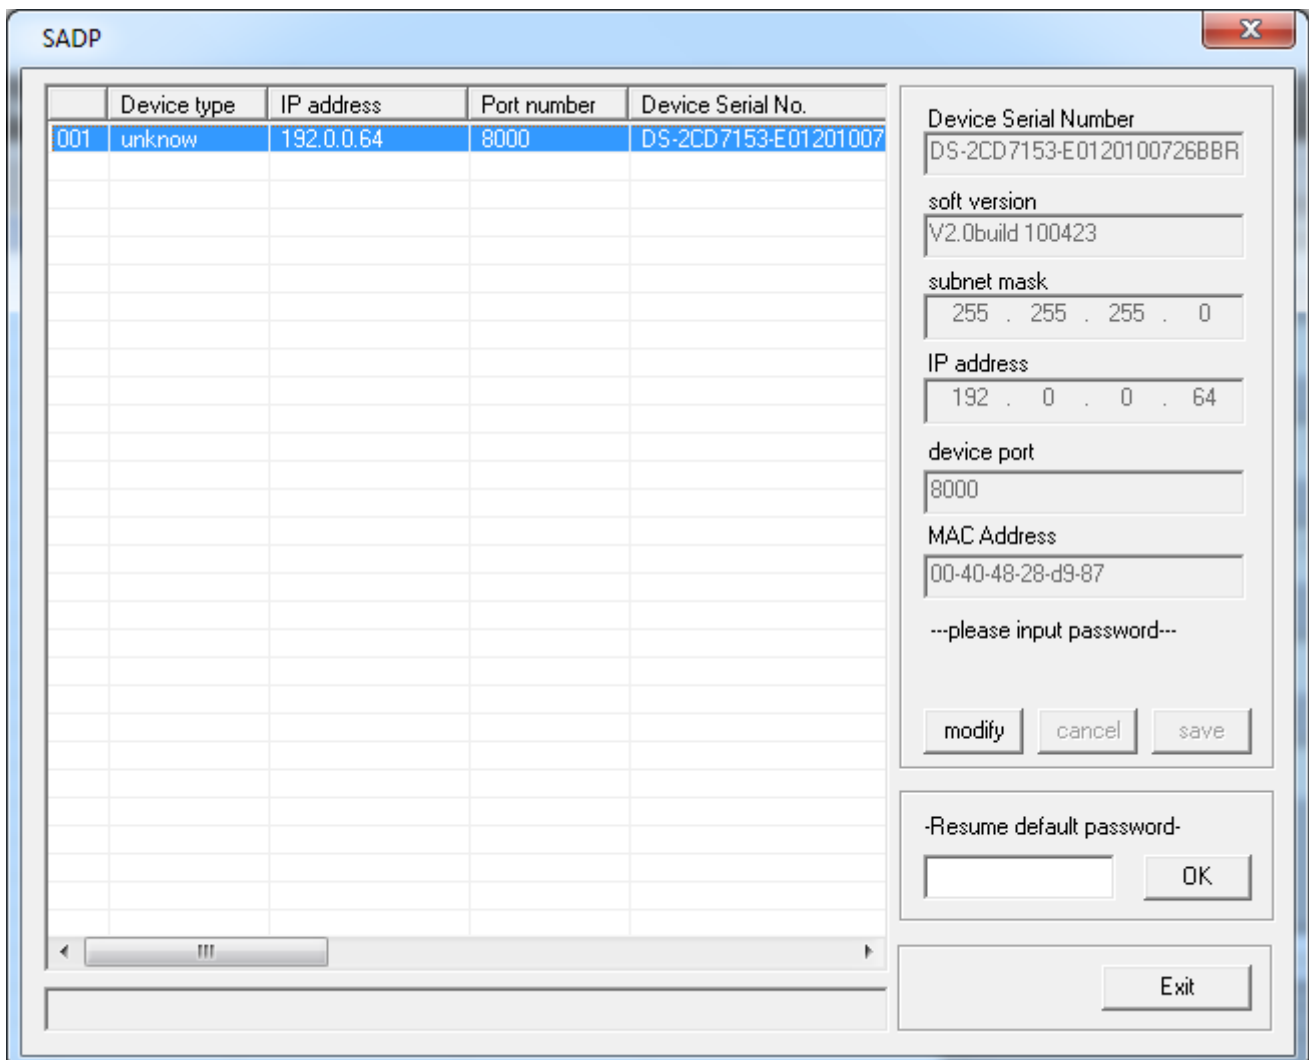 SADP
Device type IP address Port number Device Serial No.
001 unknow 192.0.0.64 8000 DS-2CD7153-E01201007
Device Serial Number
DS-2CD7153-E0120100726BBR
soft version
V2.0build 100423
subnet mask
255 . 255 . 255 . 0
IP address
192 . 0 . 0 . 64
device port
8000
MAC Address
00-40-48-28-d9-87
---please input password---
modify cancel save
-Resume default password-
OK
Exit